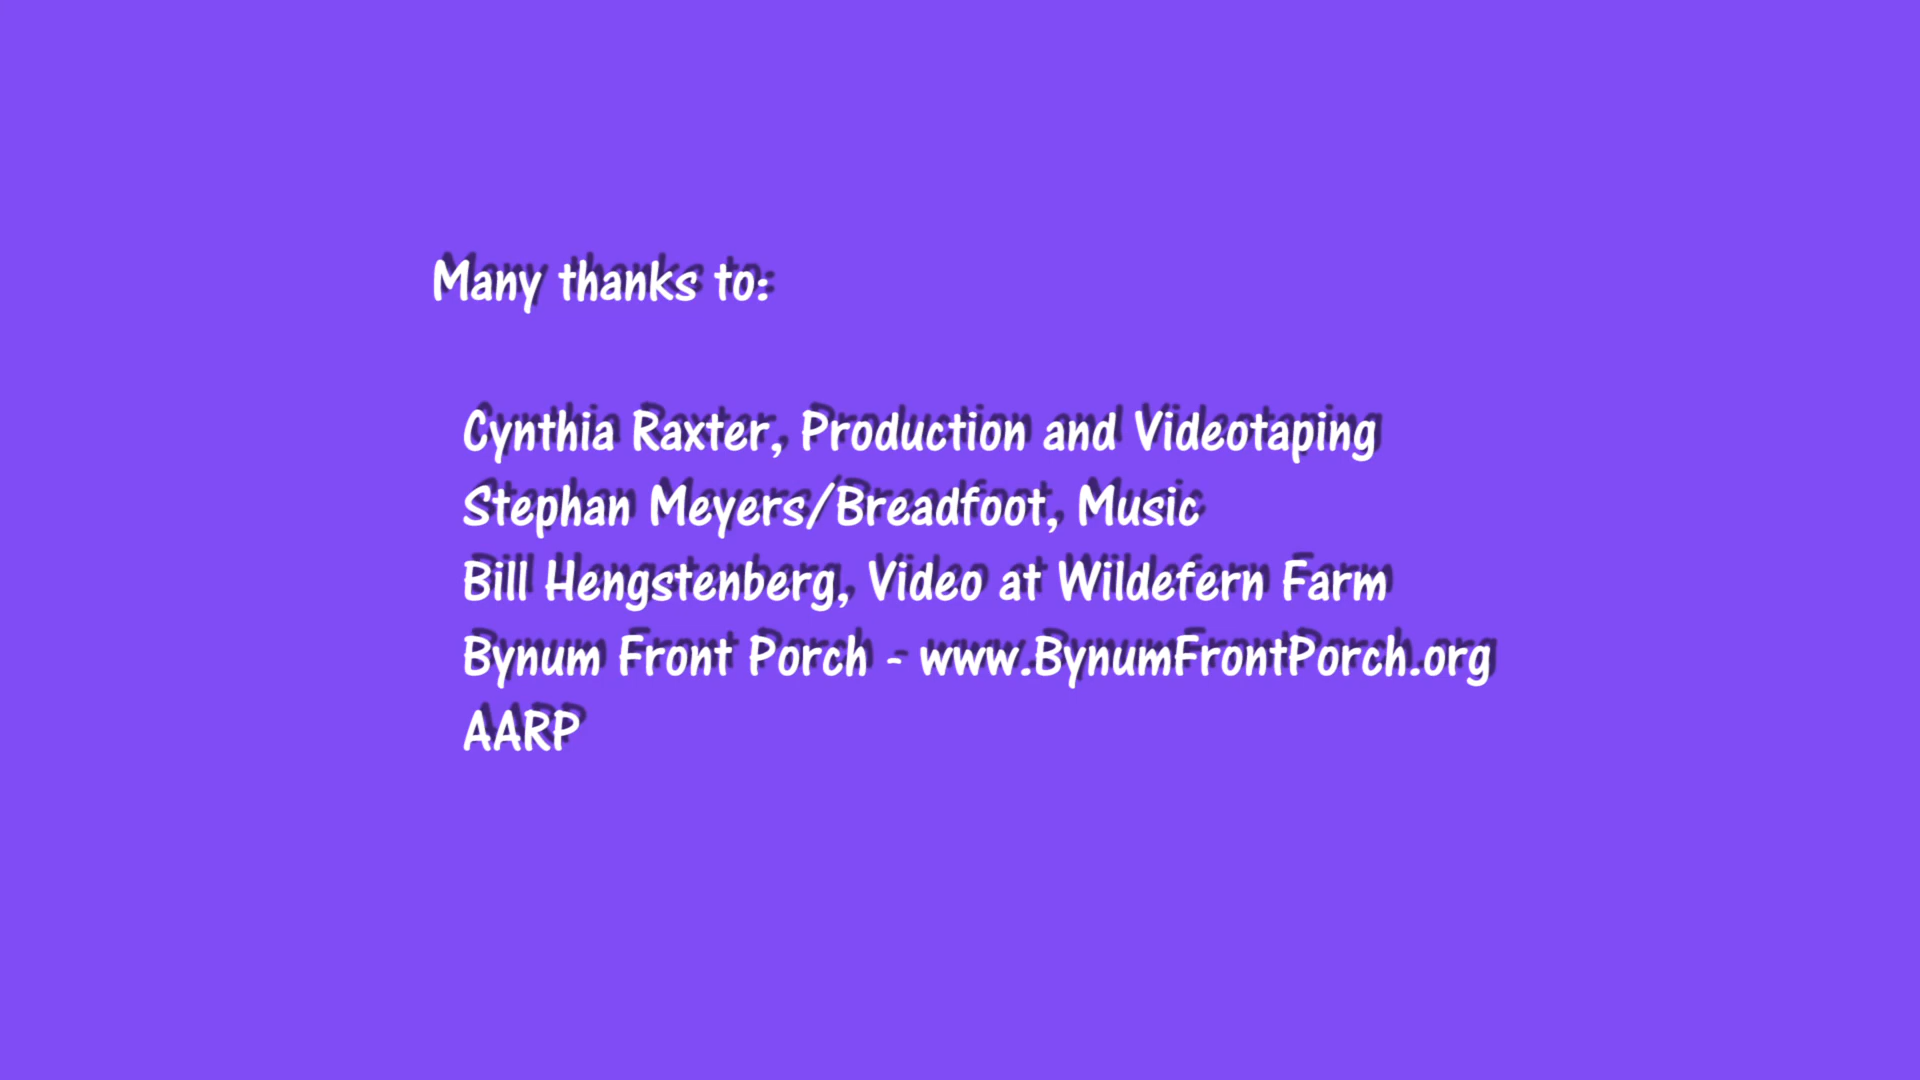 Many thanks to:
Cynthia Raxter, Production and Videotaping
Stephan Meyers/Breadfoot, Music
Bill Hengstenberg, Video at Wildefern Farm
Bynum Front Porch - www.BynumFrontPorch.org
AARP